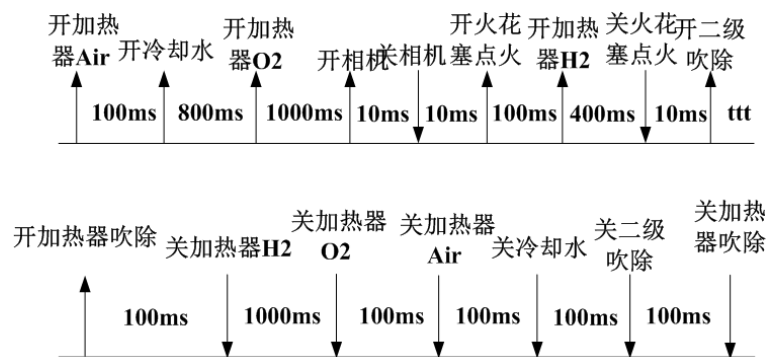 开加热
器Air
开冷却水
开加热
器O2
开相机
关相机
开火花
塞点火
开加热
器H2
关火花
塞点火
开二级
吹除
100ms
800ms
1000ms
10ms
10ms
100ms
400ms
10ms
ttt
开加热器吹除
关加热器H2
关加热器
O2
关加热器
Air
关冷却水
关二级
吹除
关加热
器吹除
100ms
1000ms
100ms
100ms
100ms
100ms